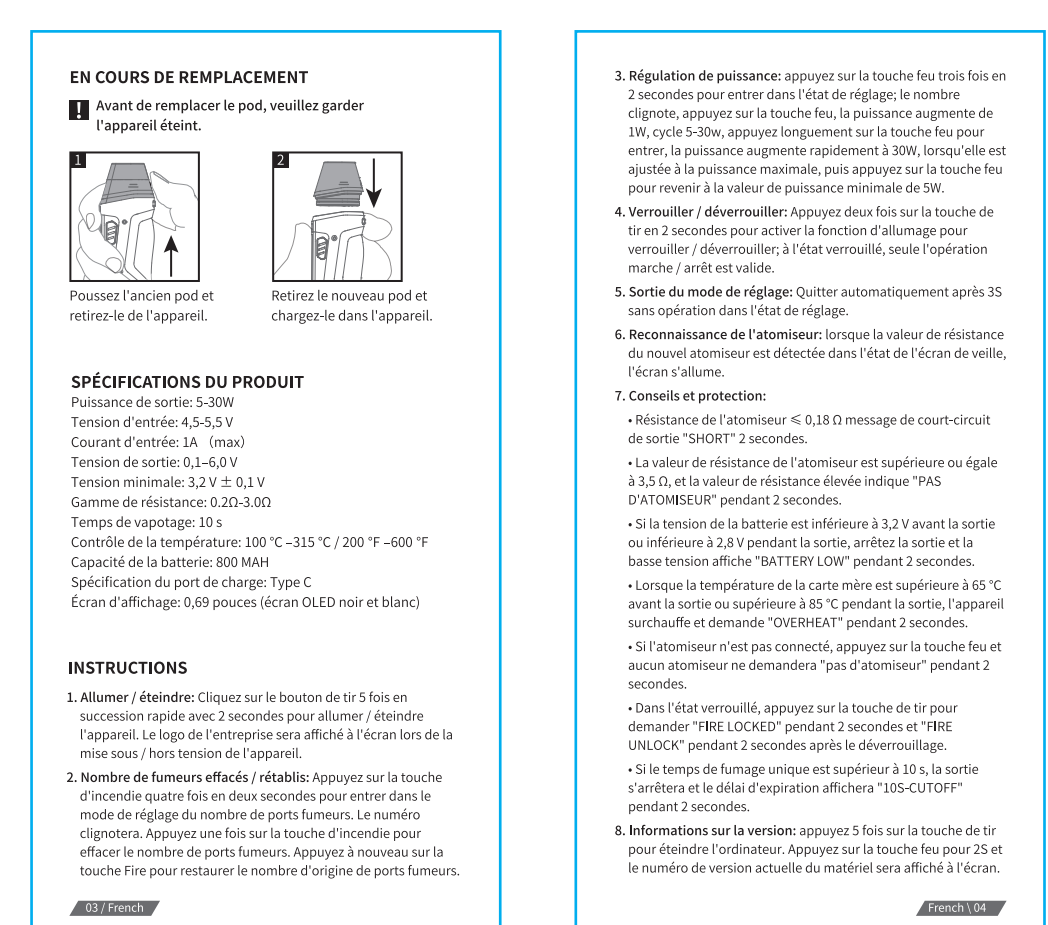 EN COURS DE REMPLACEMENT
! Avant de remplacer le pod, veuillez garder
l'appareil éteint.
1
2
Poussez l'ancien pod et
retirez-le de l'appareil.
Retirez le nouveau pod et
chargez-le dans l'appareil.
SPÉCIFICATIONS DU PRODUIT
Puissance de sortie: 5-30W
Tension d'entrée: 4,5-5,5 V
Courant d'entrée: 1A （max）
Tension de sortie: 0,1–6,0 V
Tension minimale: 3,2 V ± 0,1 V
Gamme de résistance: 0.2Ω-3.0Ω
Temps de vapotage: 10 s
Contrôle de la température: 100 °C –315 °C / 200 °F –600 °F
Capacité de la batterie: 800 MAH
Spécification du port de charge: Type C
Écran d'affichage: 0,69 pouces (écran OLED noir et blanc)
INSTRUCTIONS
1. Allumer / éteindre: Cliquez sur le bouton de tir 5 fois en
succession rapide avec 2 secondes pour allumer / éteindre
l'appareil. Le logo de l'entreprise sera affiché à l'écran lors de la
mise sous / hors tension de l'appareil.
2. Nombre de fumeurs effacés / rétablis: Appuyez sur la touche
d'incendie quatre fois en deux secondes pour entrer dans le
mode de réglage du nombre de ports fumeurs. Le numéro
clignotera. Appuyez une fois sur la touche d'incendie pour
effacer le nombre de ports fumeurs. Appuyez à nouveau sur la
touche Fire pour restaurer le nombre d'origine de ports fumeurs.
03 / French
3. Régulation de puissance: appuyez sur la touche feu trois fois en
2 secondes pour entrer dans l'état de réglage; le nombre
clignote, appuyez sur la touche feu, la puissance augmente de
1W, cycle 5-30w, appuyez longuement sur la touche feu pour
entrer, la puissance augmente rapidement à 30W, lorsqu'elle est
ajustée à la puissance maximale, puis appuyez sur la touche feu
pour revenir à la valeur de puissance minimale de 5W.
4. Verrouiller / déverrouiller: Appuyez deux fois sur la touche de
tir en 2 secondes pour activer la fonction d'allumage pour
verrouiller / déverrouiller; à l'état verrouillé, seule l'opération
marche / arrêt est valide.
5. Sortie du mode de réglage: Quitter automatiquement après 3S
sans opération dans l'état de réglage.
6. Reconnaissance de l'atomiseur: lorsque la valeur de résistance
du nouvel atomiseur est détectée dans l'état de l'écran de veille,
l'écran s'allume.
7. Conseils et protection:
• Résistance de l'atomiseur ⩽ 0,18 Ω message de court-circuit
de sortie "SHORT" 2 secondes.
• La valeur de résistance de l'atomiseur est supérieure ou égale
à 3,5 Ω, et la valeur de résistance élevée indique "PAS
D'ATOMISEUR" pendant 2 secondes.
• Si la tension de la batterie est inférieure à 3,2 V avant la sortie
ou inférieure à 2,8 V pendant la sortie, arrêtez la sortie et la
basse tension affiche "BATTERY LOW" pendant 2 secondes.
• Lorsque la température de la carte mère est supérieure à 65 °C
avant la sortie ou supérieure à 85 °C pendant la sortie, l'appareil
surchauffe et demande "OVERHEAT" pendant 2 secondes.
• Si l'atomiseur n'est pas connecté, appuyez sur la touche feu et
aucun atomiseur ne demandera "pas d'atomiseur" pendant 2
secondes.
• Dans l'état verrouillé, appuyez sur la touche de tir pour
demander "FIRE LOCKED" pendant 2 secondes et "FIRE
UNLOCK" pendant 2 secondes après le déverrouillage.
• Si le temps de fumage unique est supérieur à 10 s, la sortie
s'arrêtera et le délai d'expiration affichera "10S-CUTOFF"
pendant 2 secondes.
8. Informations sur la version: appuyez 5 fois sur la touche de tir
pour éteindre l'ordinateur. Appuyez sur la touche feu pour 2S et
le numéro de version actuelle du matériel sera affiché à l'écran.
French \ 04